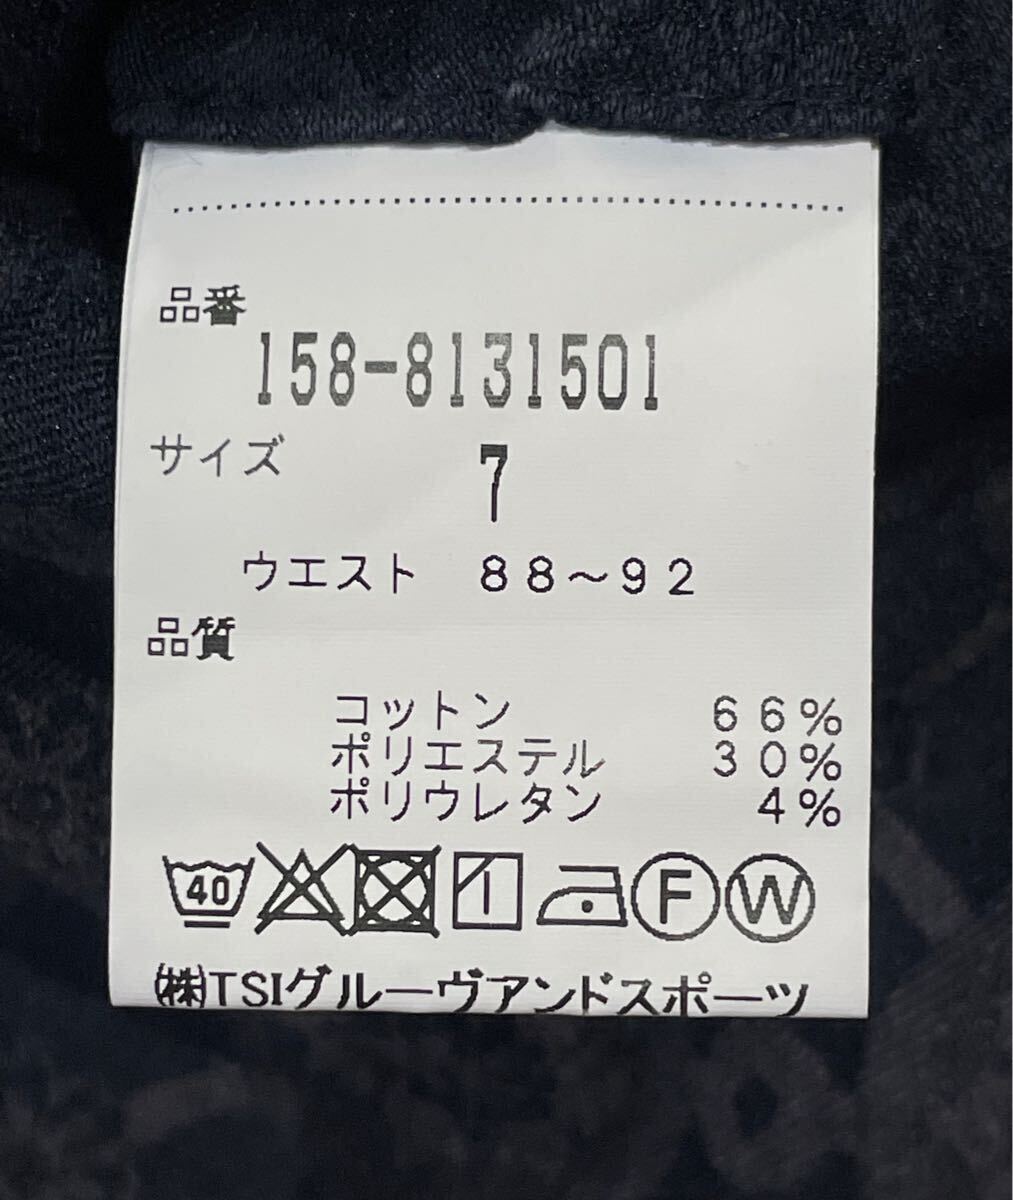 品番
158-8131501
サイズ 7
ウエスト 88～92
品質
コットン 66%
ポリエステル 30%
ポリウレタン 4%
40 F W
㈱TSIグルーヴアンドスポーツ